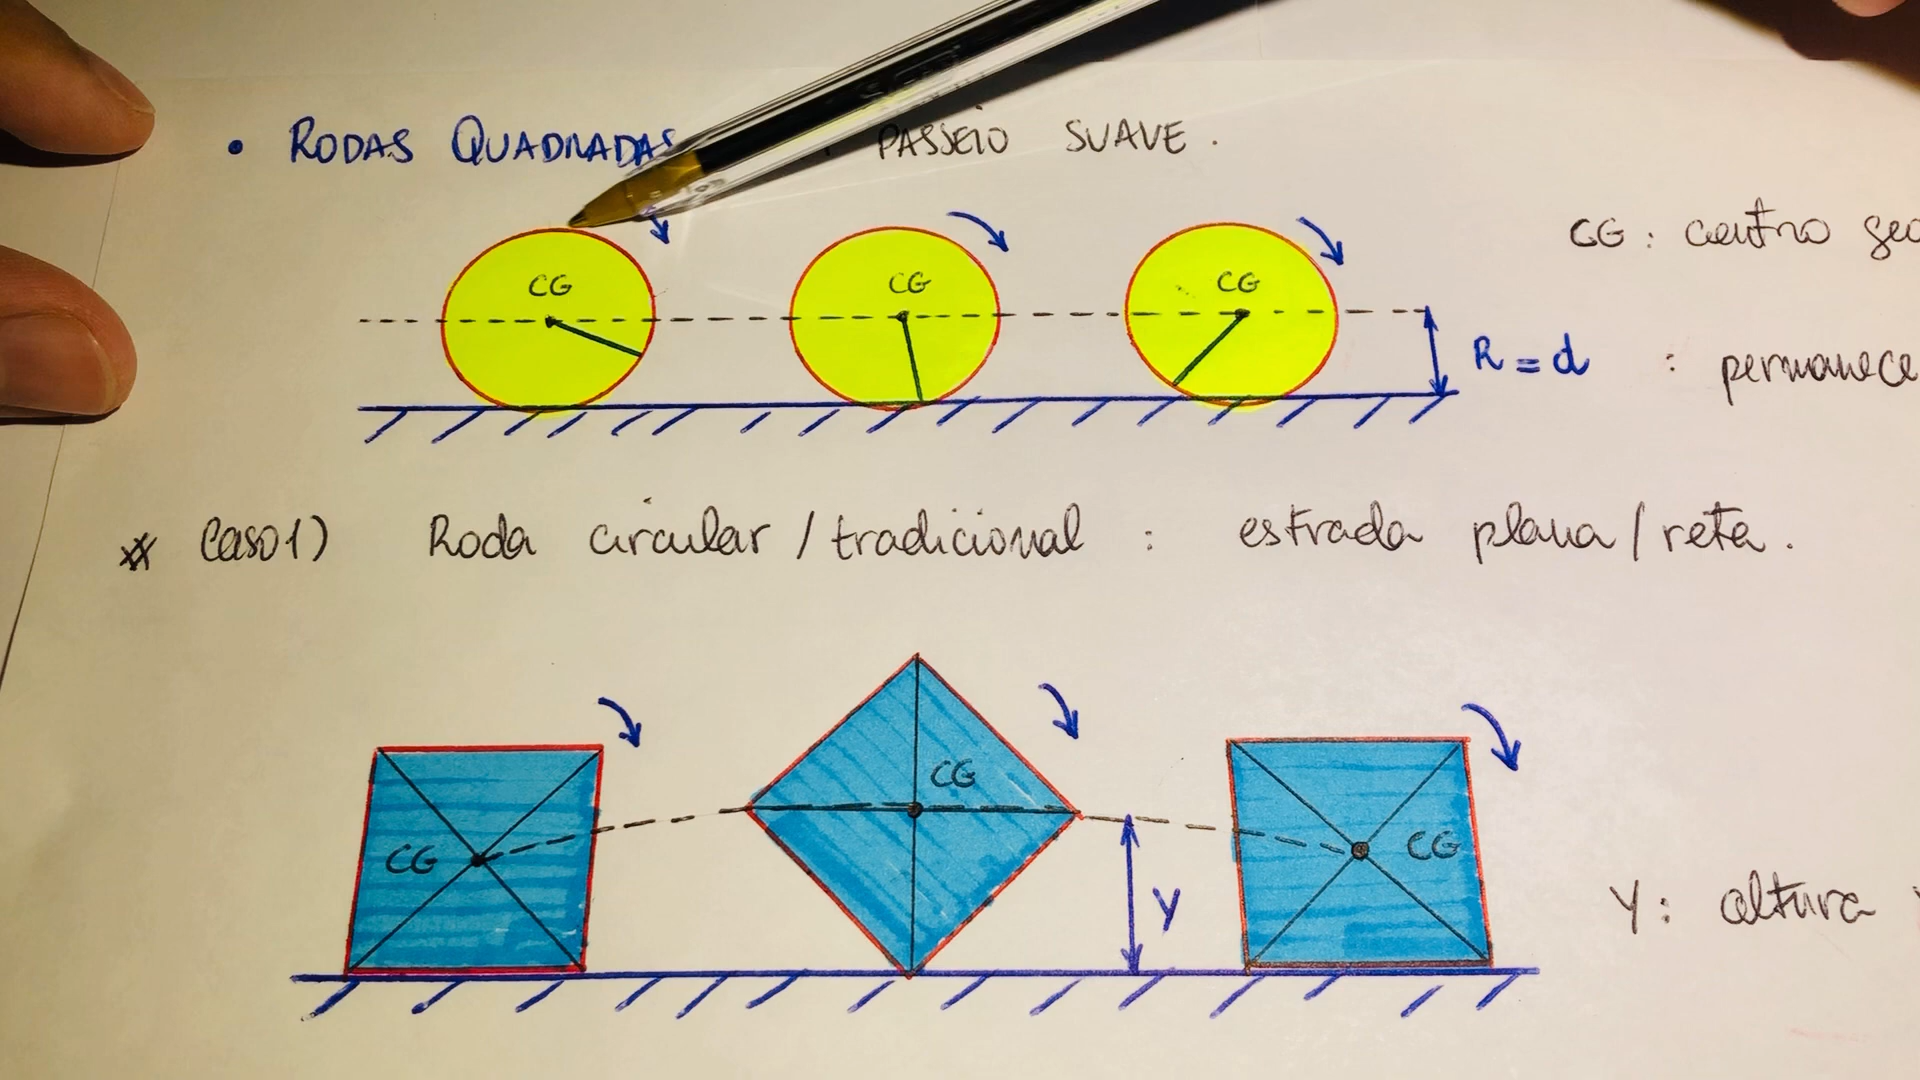 • RODAS QUADRADAS PASSEIO SUAVE.
CG CG CG
CG: centro geo
R = d : permanece
* Caso 1) Roda circular / tradicional : estrada plana / reta.
CG CG CG
Y
Y: altura